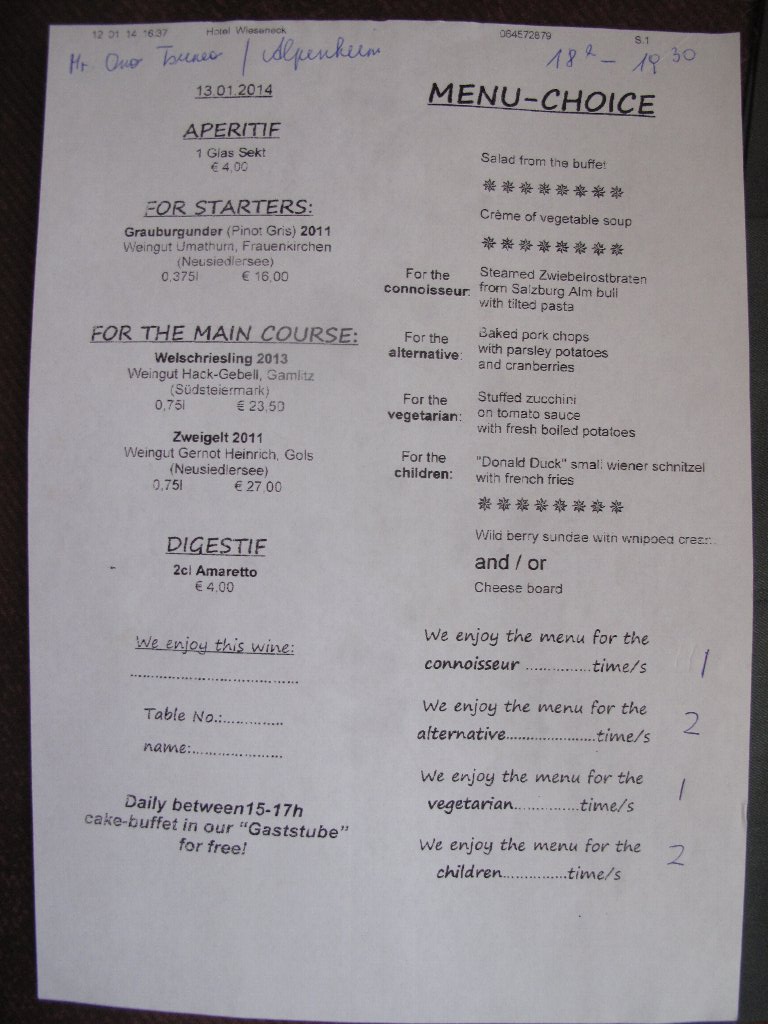 12 01 14 16:37 Hotel Wieseneck 064572879 S.1
Mr. / Alpenheim 18 - 19 30
13.01.2014
APERITIF
1 Glas Sekt
€ 4,00
FOR STARTERS:
Grauburgunder (Pinot Gris) 2011
Weingut Umathum, Frauenkirchen
(Neusiedlersee)
0,375l € 16,00
FOR THE MAIN COURSE:
Welschriesling 2013
Weingut Hack-Gebell, Gamlitz
(Südsteiermark)
0,75l € 23,50
Zweigelt 2011
Weingut Gernot Heinrich, Gols
(Neusiedlersee)
0,75l € 27,00
DIGESTIF
2cl Amaretto
€ 4,00
We enjoy this wine:
.......................................
Table No.:..............
name:.....................
Daily between15-17h
cake-buffet in our "Gaststube"
for free!
MENU-CHOICE
Salad from the buffet
Crème of vegetable soup
For the connoisseur:
Steamed Zwiebelrostbraten
from Salzburg Alm bull
with tilted pasta
For the alternative:
Baked pork chops
with parsley potatoes
and cranberries
For the vegetarian:
Stuffed zucchini
on tomato sauce
with fresh boiled potatoes
For the children:
"Donald Duck" small wiener schnitzel
with french fries
Wild berry sundae with whipped cream
and / or
Cheese board
We enjoy the menu for the
connoisseur ...............time/s 1
We enjoy the menu for the
alternative.....................time/s 2
We enjoy the menu for the
vegetarian...............time/s 1
We enjoy the menu for the
children...............time/s 2